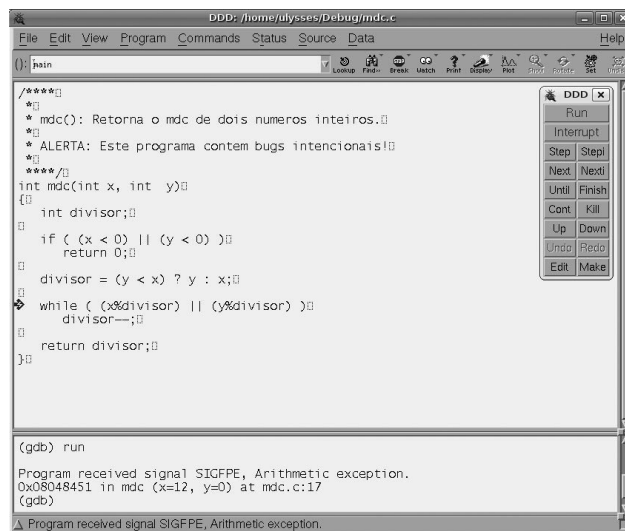 DDD: /home/ulysses/Debug/mdc.c
File Edit View Program Commands Status Source Data Help
(): main
Lookup Find>> Break Watch Print Display Plot Rotate Set
/****
*
* mdc(): Retorna o mdc de dois numeros inteiros.
*
* ALERTA: Este programa contem bugs intencionais!
*
****/
int mdc(int x, int  y)
{
int divisor;
if ( (x < 0) || (y < 0) )
return 0;
divisor = (y < x) ? y : x;
while ( (x%divisor) || (y%divisor) )
divisor--;
return divisor;
}
DDD
Run
Interrupt
Step Stepi
Next Nexti
Until Finish
Cont Kill
Up Down
Undo Redo
Edit Make
(gdb) run
Program received signal SIGFPE, Arithmetic exception.
0x08048451 in mdc (x=12, y=0) at mdc.c:17
(gdb)
Program received signal SIGFPE, Arithmetic exception.